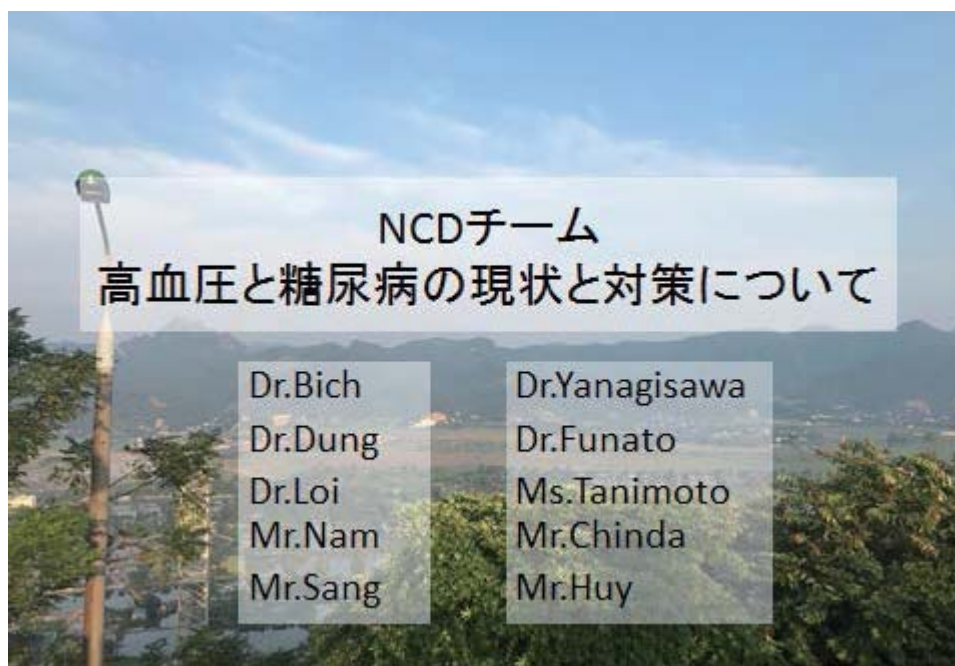 NCDチーム
高血圧と糖尿病の現状と対策について
Dr.Bich
Dr.Dung
Dr.Loi
Mr.Nam
Mr.Sang
Dr.Yanagisawa
Dr.Funato
Ms.Tanimoto
Mr.Chinda
Mr.Huy